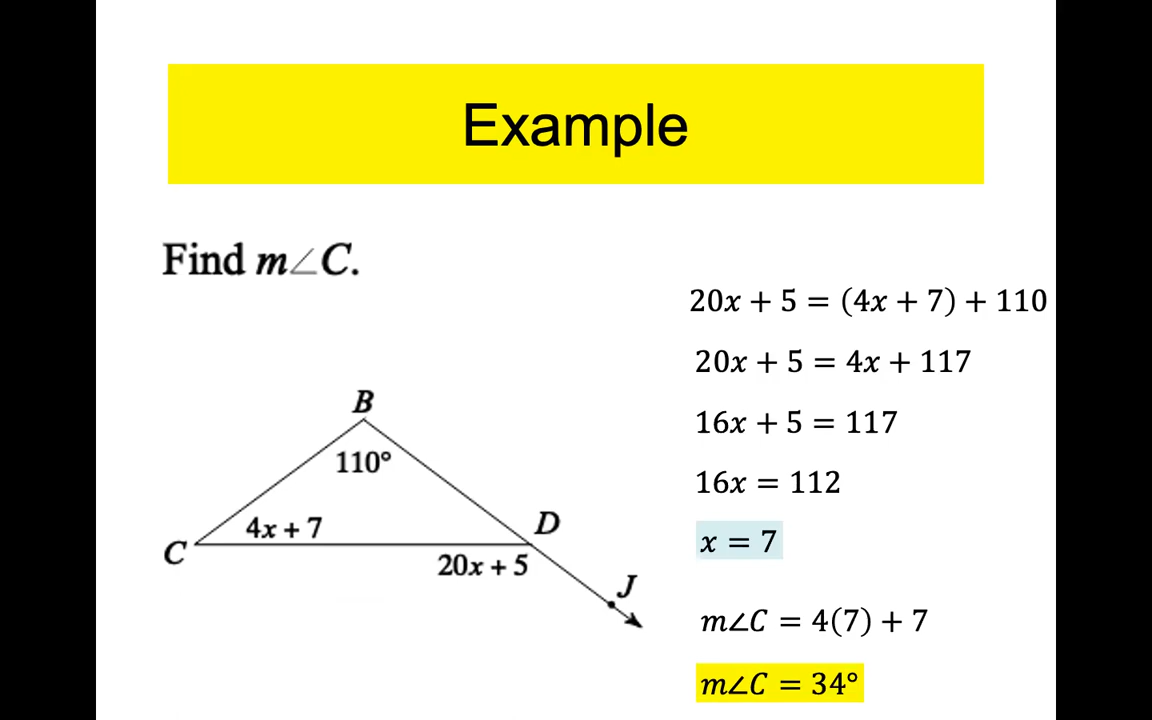 Example
Find m∠C.
20x + 5 = (4x + 7) + 110
20x + 5 = 4x + 117
16x + 5 = 117
16x = 112
x = 7
m∠C = 4(7) + 7
m∠C = 34°
B
110°
4x + 7
D
C
20x + 5
J